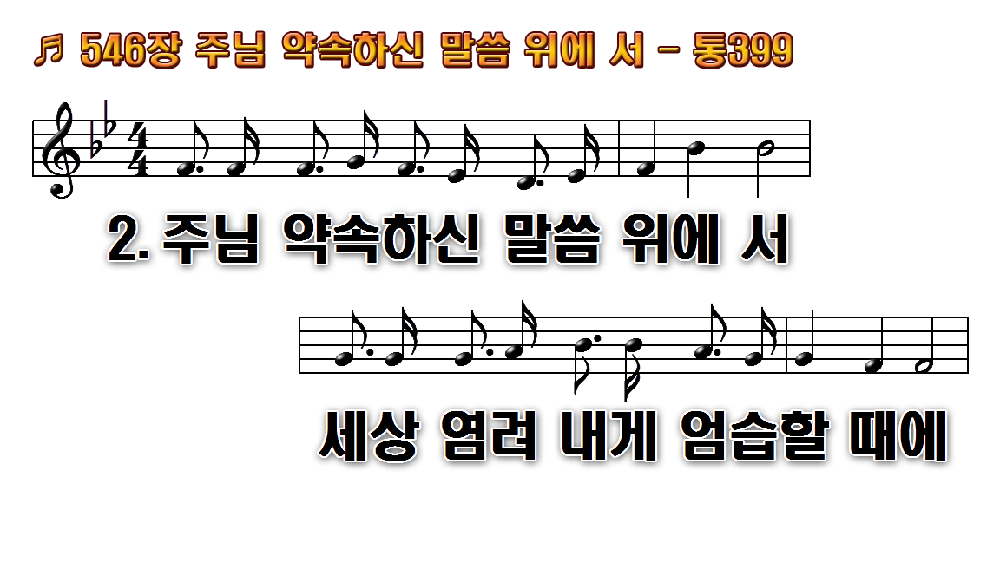 ♬ 546장 주님 약속하신 말씀 위에 서 - 통399
2. 주님 약속하신 말씀 위에 서
세상 염려 내게 엄습할 때에